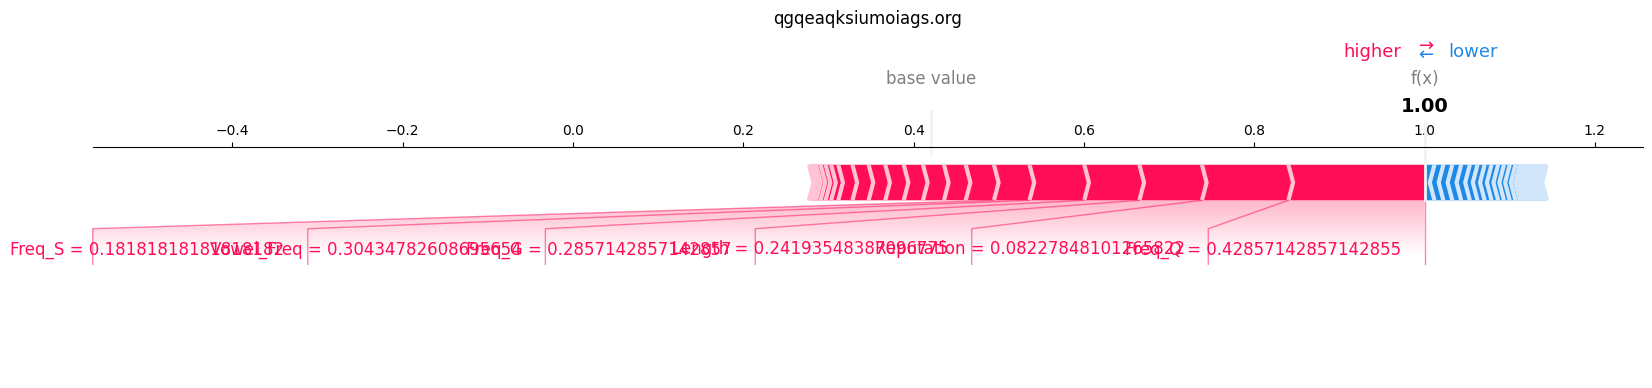 qgqeaqksiumoiags.org
higher ⇄ lower
base value f(x)
1.00
−0.4 −0.2 0.0 0.2 0.4 0.6 0.8 1.0 1.2
Freq_S = 0.18181818181818182 Vowel_Freq = 0.30434782608695654 Freq_G = 0.2857142857142857 Length = 0.24193548387096775 Reputation = 0.08227848101265822 Freq_Q = 0.42857142857142855